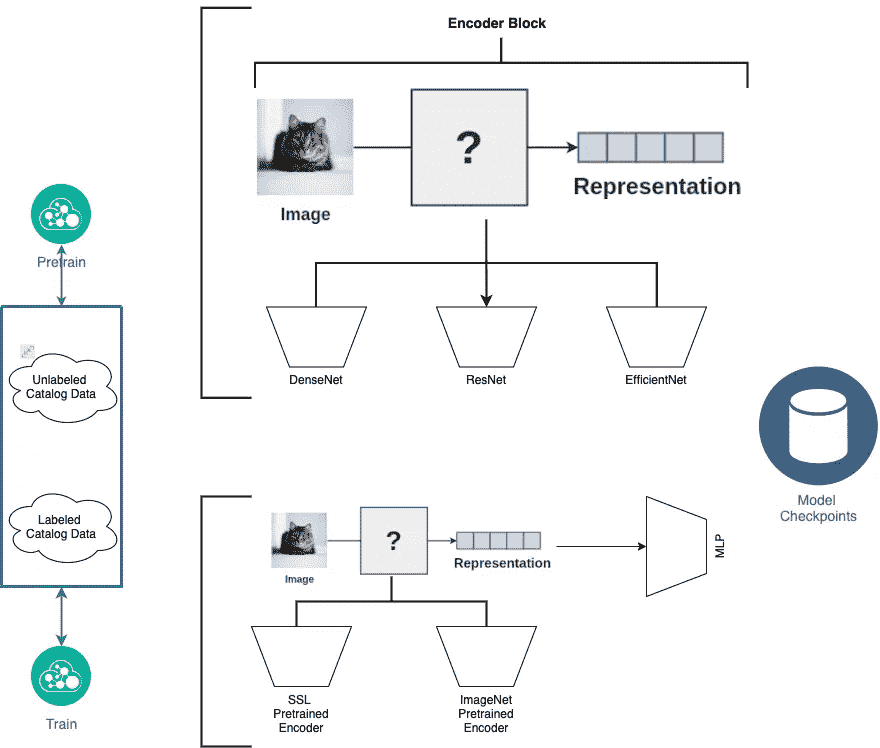 Encoder Block
?
Image
Representation
DenseNet
ResNet
EfficientNet
Pretrain
Unlabeled
Catalog Data
Labeled
Catalog Data
Train
Model
Checkpoints
?
Image
Representation
MLP
SSL
Pretrained
Encoder
ImageNet
Pretrained
Encoder